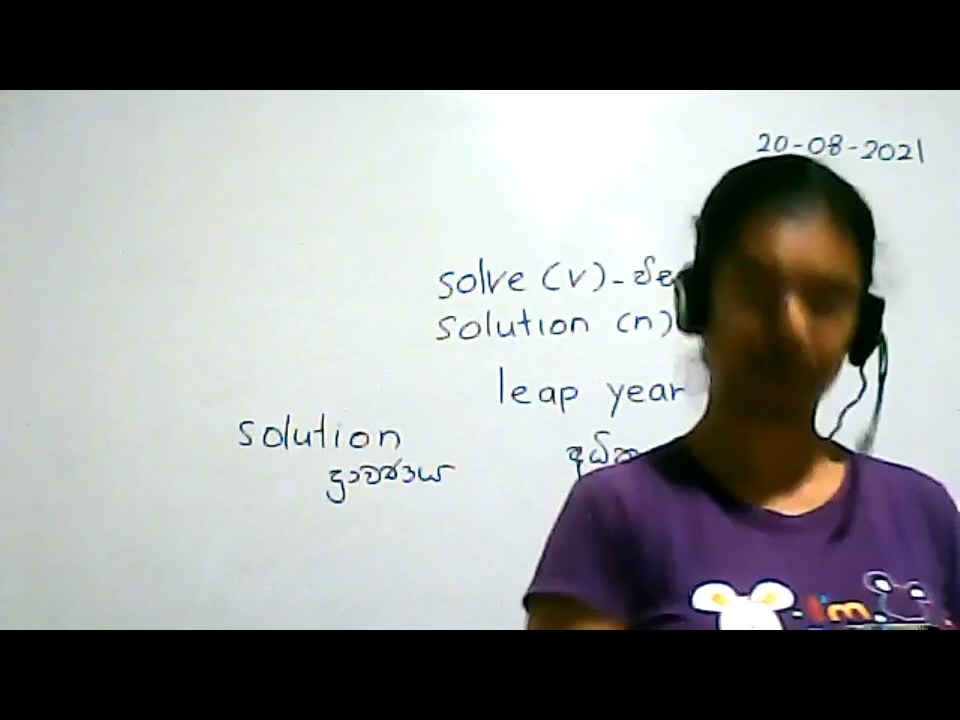 20-08-2021
solve (v) -
solution (n)
leap year
solution
ද්‍රාවණය
I'm